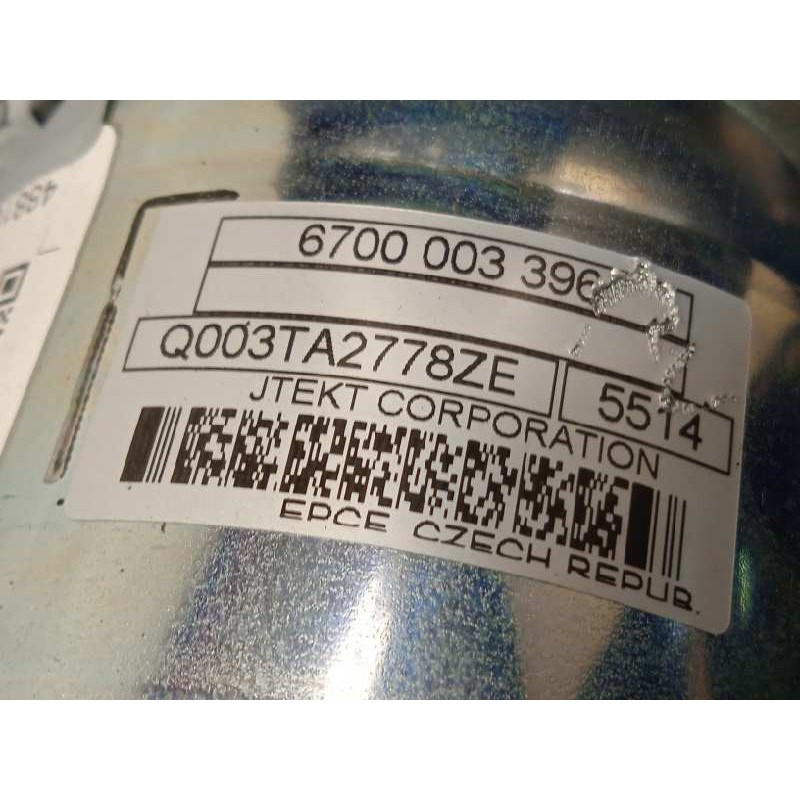 6700 003 396
Q003TA2778ZE 5514
JTEKT CORPORATION
EPCE CZECH REPUB.